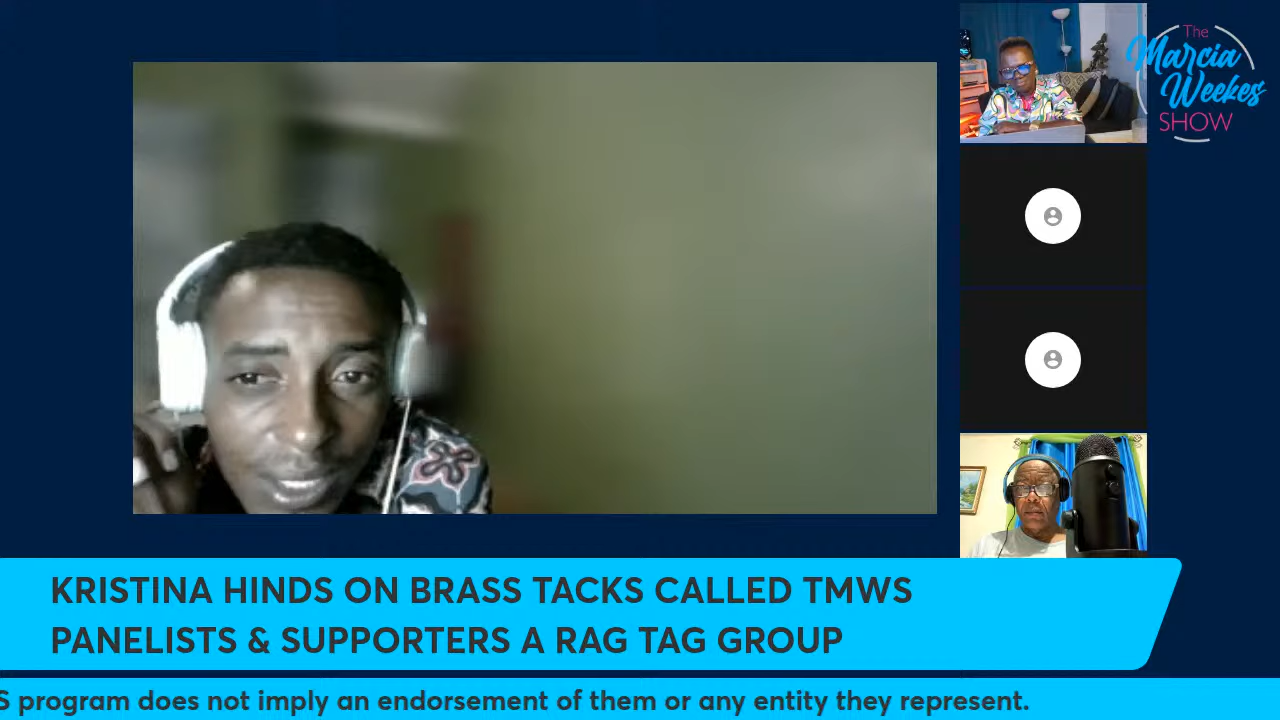 The
Marcia
Weekes
SHOW
KRISTINA HINDS ON BRASS TACKS CALLED TMWS
PANELISTS & SUPPORTERS A RAG TAG GROUP
S program does not imply an endorsement of them or any entity they represent.